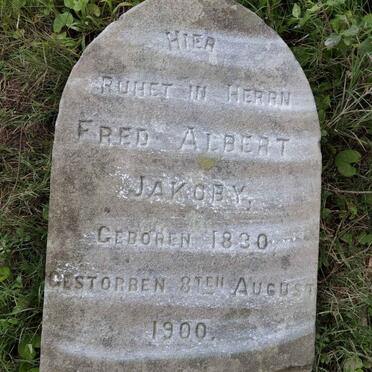 HIER
RUHET IN HERRN
FRED ALBERT
JAKOBY,
GEBOREN 1830,
GESTORBEN 8TEN AUGUST
1900.